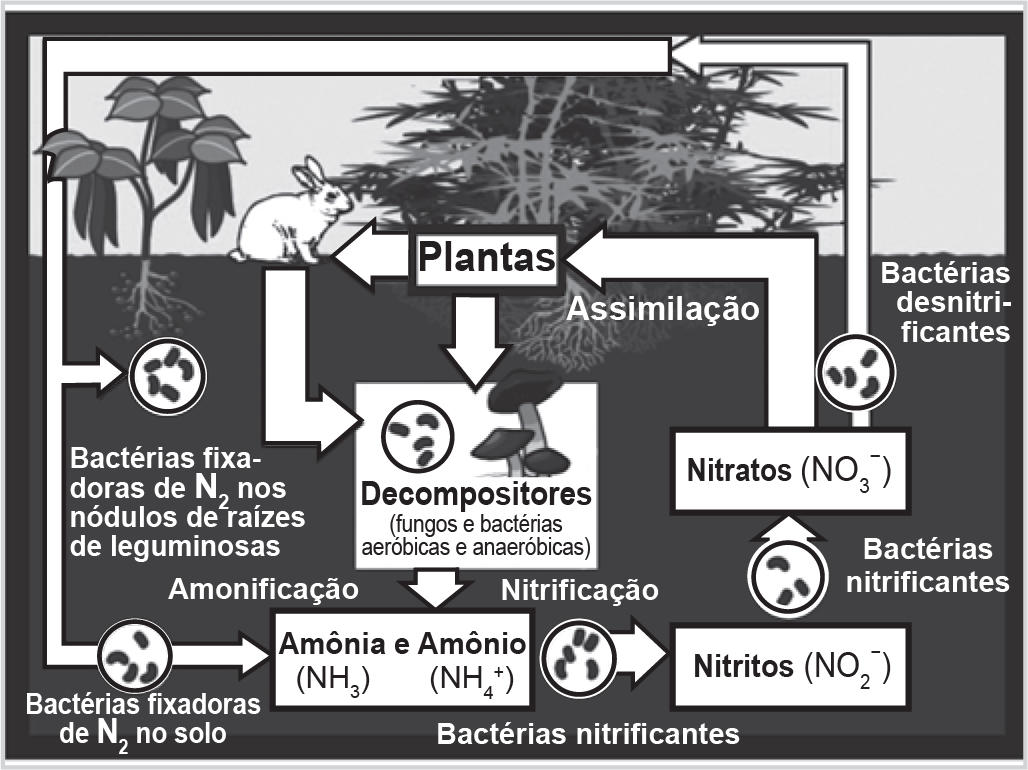 Plantas
Assimilação
Bactérias
desnitri-
ficantes
Bactérias fixa-
doras de N₂ nos
nódulos de raízes
de leguminosas
Decompositores
(fungos e bactérias
aeróbicas e anaeróbicas)
Nitratos (NO₃⁻)
Bactérias
nitrificantes
Amonificação
Nitrificação
Amônia e Amônio
(NH₃) (NH₄⁺)
Nitritos (NO₂⁻)
Bactérias fixadoras
de N₂ no solo
Bactérias nitrificantes